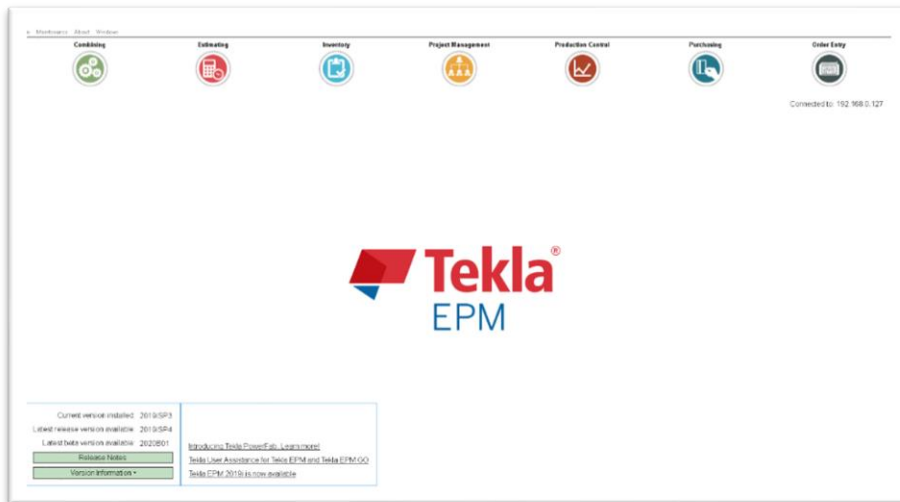 Maintenance About Windows
Combining Estimating Inventory Project Management Production Control Purchasing Order Entry
Connected to 192.168.0.127
Tekla®
EPM
Current version installed 2019iSP3
Latest release version available 2019iSP4
Latest beta version available 2020B01
Release Notes
Version Information
Introducing Tekla PowerFab. Learn more!
Tekla User Assistance for Tekla EPM and Tekla EPM GO
Tekla EPM 2019i is now available